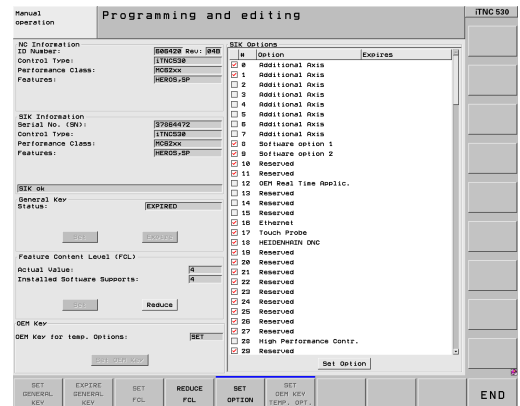 Manual operation
Programming and editing
iTNC 530
NC Information
ID Number: 606420 Rev: 04B
Control Type: iTNC530
Performance Class: MC62xx
Features: HEROS,SP
SIK Information
Serial No. (SN): 37864472
Control Type: iTNC530
Performance Class: MC62xx
Features: HEROS,SP
SIK ok
General Key
Status: EXPIRED
Set
Expire
Feature Content Level (FCL)
Actual Value: 4
Installed Software Supports: 4
Set
Reduce
OEM Key
OEM Key for temp. Options: SET
Set OEM Key
SIK Options
# Option Expires
0 Additional Axis
1 Additional Axis
2 Additional Axis
3 Additional Axis
4 Additional Axis
5 Additional Axis
6 Additional Axis
7 Additional Axis
8 Software option 1
9 Software option 2
10 Reserved
11 Reserved
12 OEM Real Time Applic.
13 Reserved
14 Reserved
15 Reserved
16 Ethernet
17 Touch Probe
18 HEIDENHAIN DNC
19 Reserved
20 Reserved
21 Reserved
22 Reserved
23 Reserved
24 Reserved
25 Reserved
26 Reserved
27 Reserved
28 High Performance Contr.
29 Reserved
Set Option
SET GENERAL KEY
EXPIRE GENERAL KEY
SET FCL
REDUCE FCL
SET OPTION
SET OEM KEY TEMP. OPT.
END